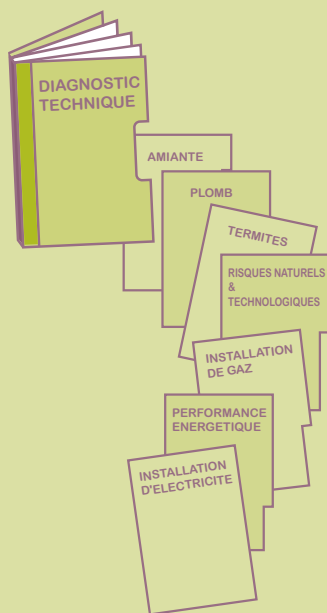 DIAGNOSTIC
TECHNIQUE
AMIANTE
PLOMB
TERMITES
RISQUES NATURELS
&
TECHNOLOGIQUES
INSTALLATION
DE GAZ
PERFORMANCE
ENERGETIQUE
INSTALLATION
D'ELECTRICITE